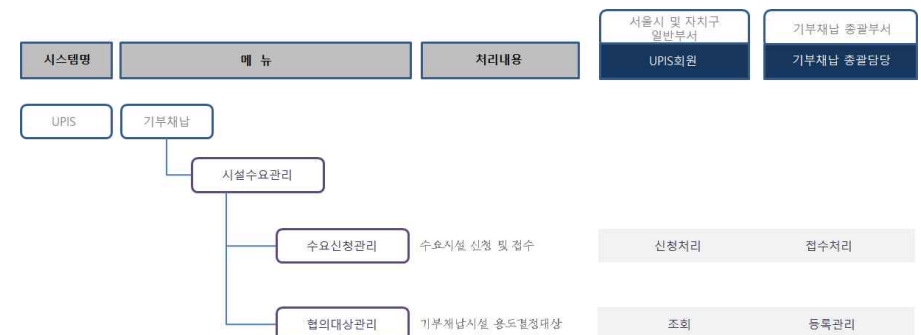 서울시 및 자치구
일반부서
기부채납 총괄부서
시스템명
메 뉴
처리내용
UPIS회원
기부채납 총괄담당
UPIS
기부채납
시설수요관리
수요신청관리
수요시설 신청 및 접수
신청처리
접수처리
협의대상관리
기부채납시설 용도결정대상
조회
등록관리